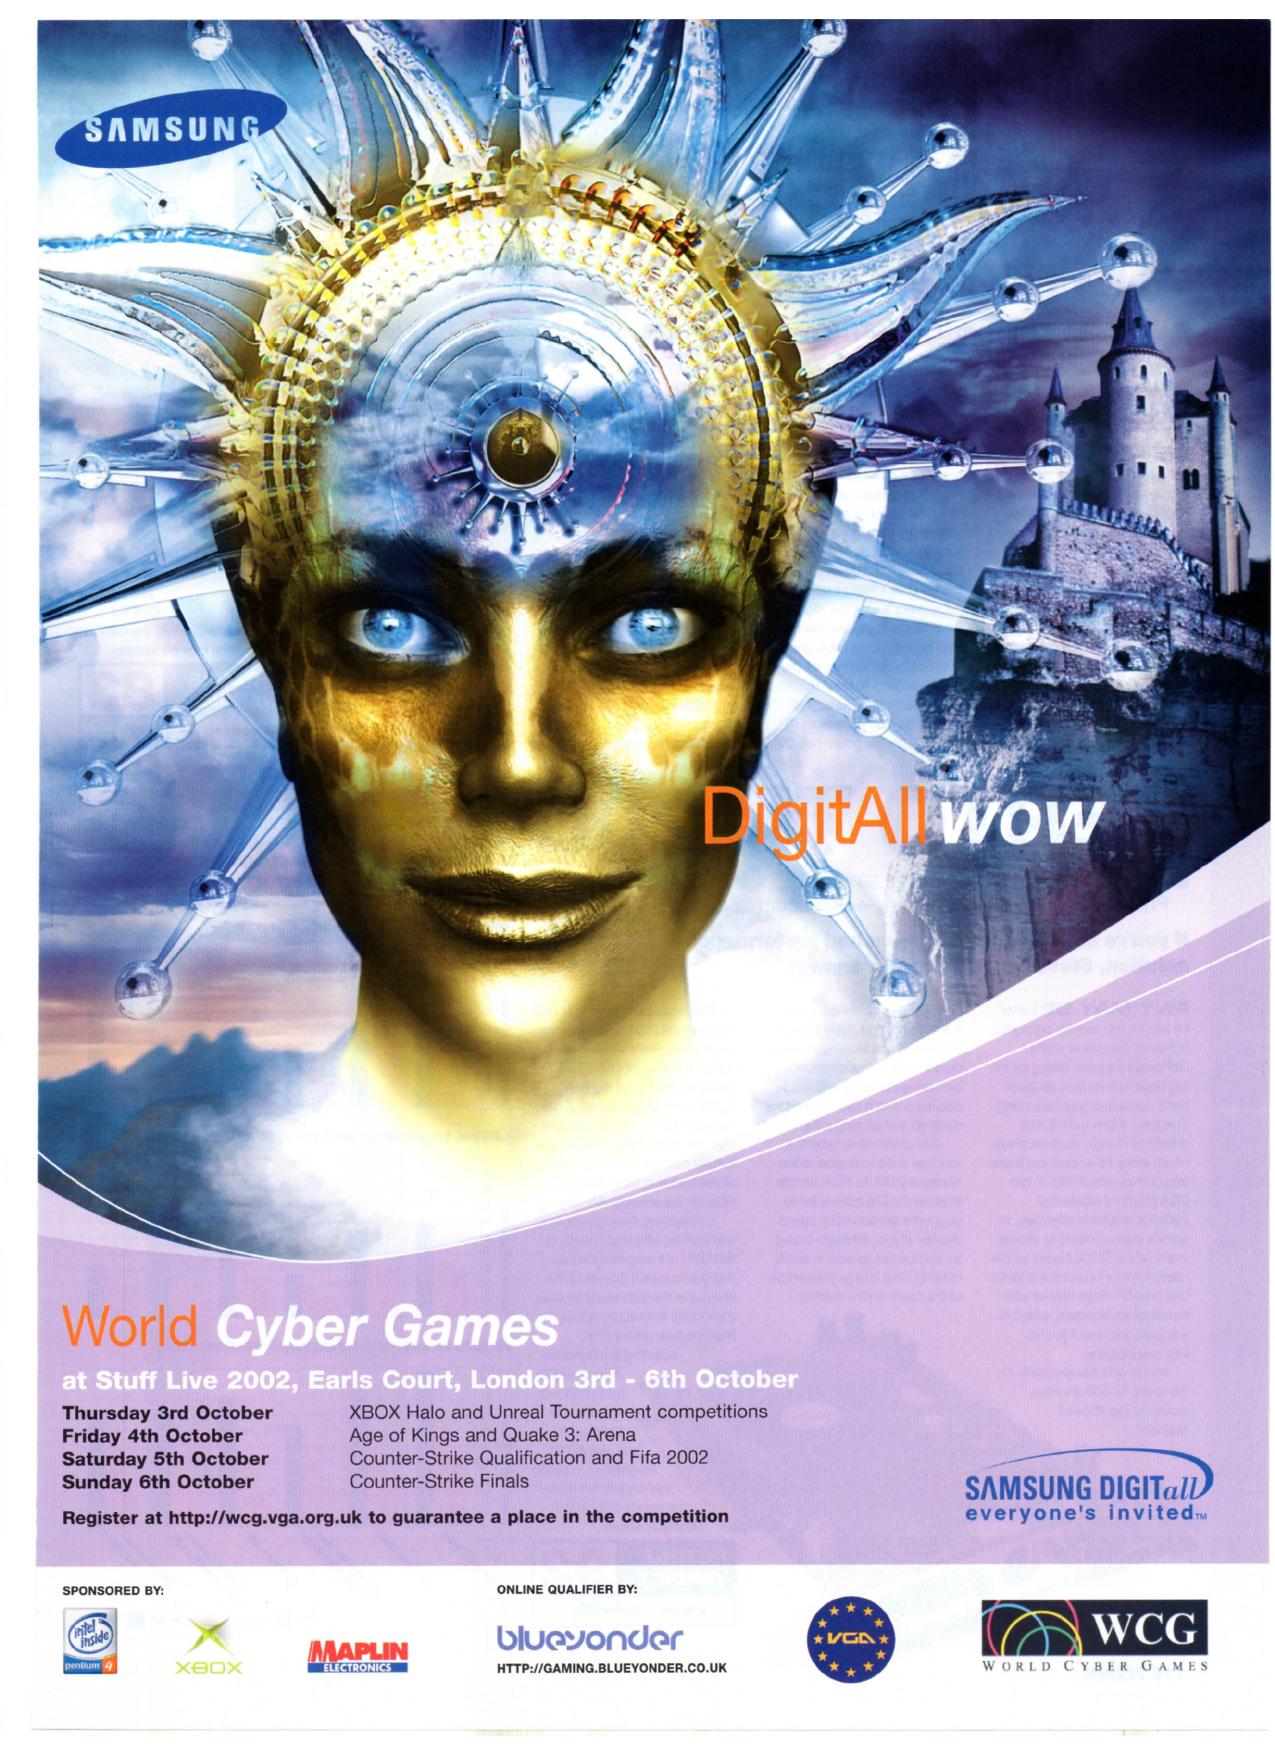 SAMSUNG
DigitAll wow
World Cyber Games
at Stuff Live 2002, Earls Court, London 3rd - 6th October
Thursday 3rd October XBOX Halo and Unreal Tournament competitions
Friday 4th October Age of Kings and Quake 3: Arena
Saturday 5th October Counter-Strike Qualification and Fifa 2002
Sunday 6th October Counter-Strike Finals
Register at http://wcg.vga.org.uk to guarantee a place in the competition
SAMSUNG DIGITall
everyone's invited™
SPONSORED BY:
intel inside
pentium 4
XBOX
MAPLIN
ELECTRONICS
ONLINE QUALIFIER BY:
blueyonder
HTTP://GAMING.BLUEYONDER.CO.UK
VGA
WCG
WORLD CYBER GAMES